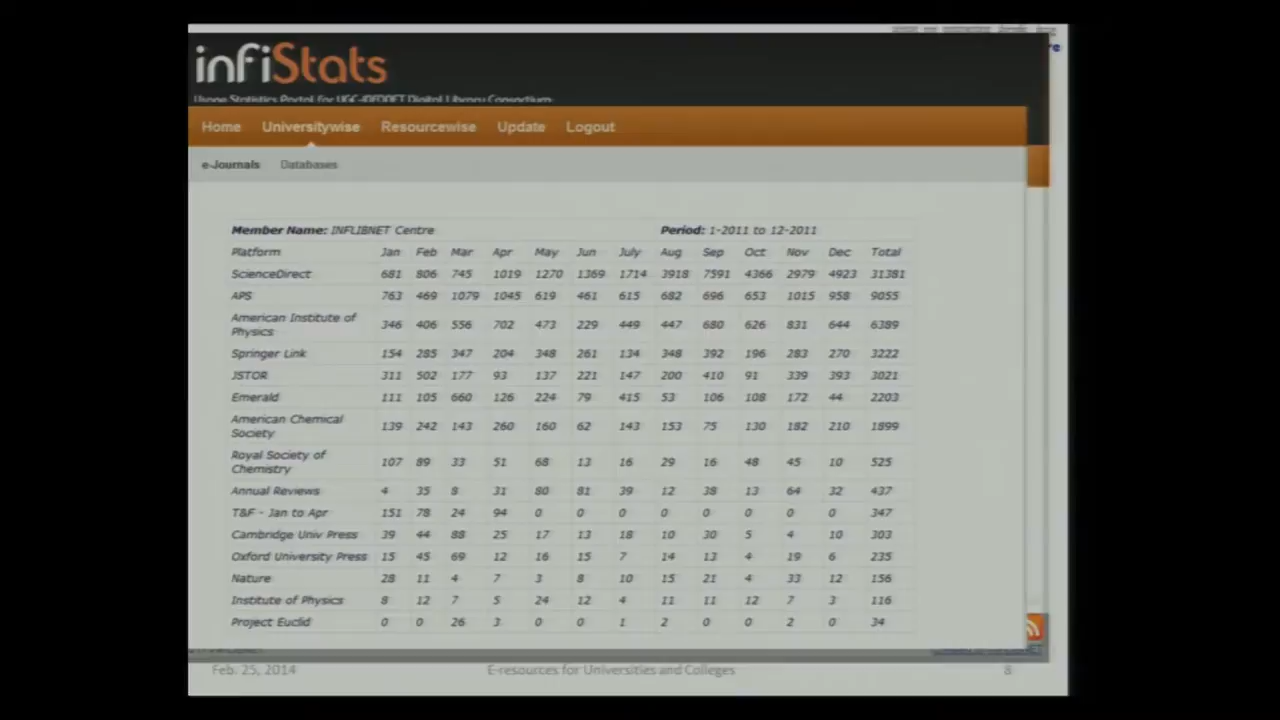 infiStats
Usage Statistics Portal for UGC-INFONET Digital Library Consortium
Home Universitywise Resourcewise Update Logout
e-Journals Databases
Member Name: INFLIBNET Centre Period: 1-2011 to 12-2011
Platform Jan Feb Mar Apr May Jun July Aug Sep Oct Nov Dec Total
ScienceDirect 681 806 745 1019 1270 1369 1714 3918 7591 4366 2979 4923 31381
APS 763 469 1079 1045 619 461 615 682 696 653 1015 958 9055
American Institute of
Physics 346 406 556 702 473 229 449 447 680 626 831 644 6389
Springer Link 154 285 347 204 348 261 134 348 392 196 283 270 3222
JSTOR 311 502 177 93 137 221 147 200 410 91 339 393 3021
Emerald 111 105 660 126 224 79 415 53 106 108 172 44 2203
American Chemical
Society 139 242 143 260 160 62 143 153 75 130 182 210 1899
Royal Society of
Chemistry 107 89 33 51 68 13 16 29 16 48 45 10 525
Annual Reviews 4 35 8 31 80 81 39 12 38 13 64 32 437
T&F - Jan to Apr 151 78 24 94 0 0 0 0 0 0 0 0 347
Cambridge Univ Press 39 44 88 25 17 13 18 10 30 5 4 10 303
Oxford University Press 15 45 69 12 16 15 7 14 13 4 19 6 235
Nature 28 11 4 7 3 8 10 15 21 4 33 12 156
Institute of Physics 8 12 7 5 24 12 4 11 11 12 7 3 116
Project Euclid 0 0 26 3 0 0 1 2 0 0 2 0 34
Feb. 25, 2014 E-resources for Universities and Colleges 8